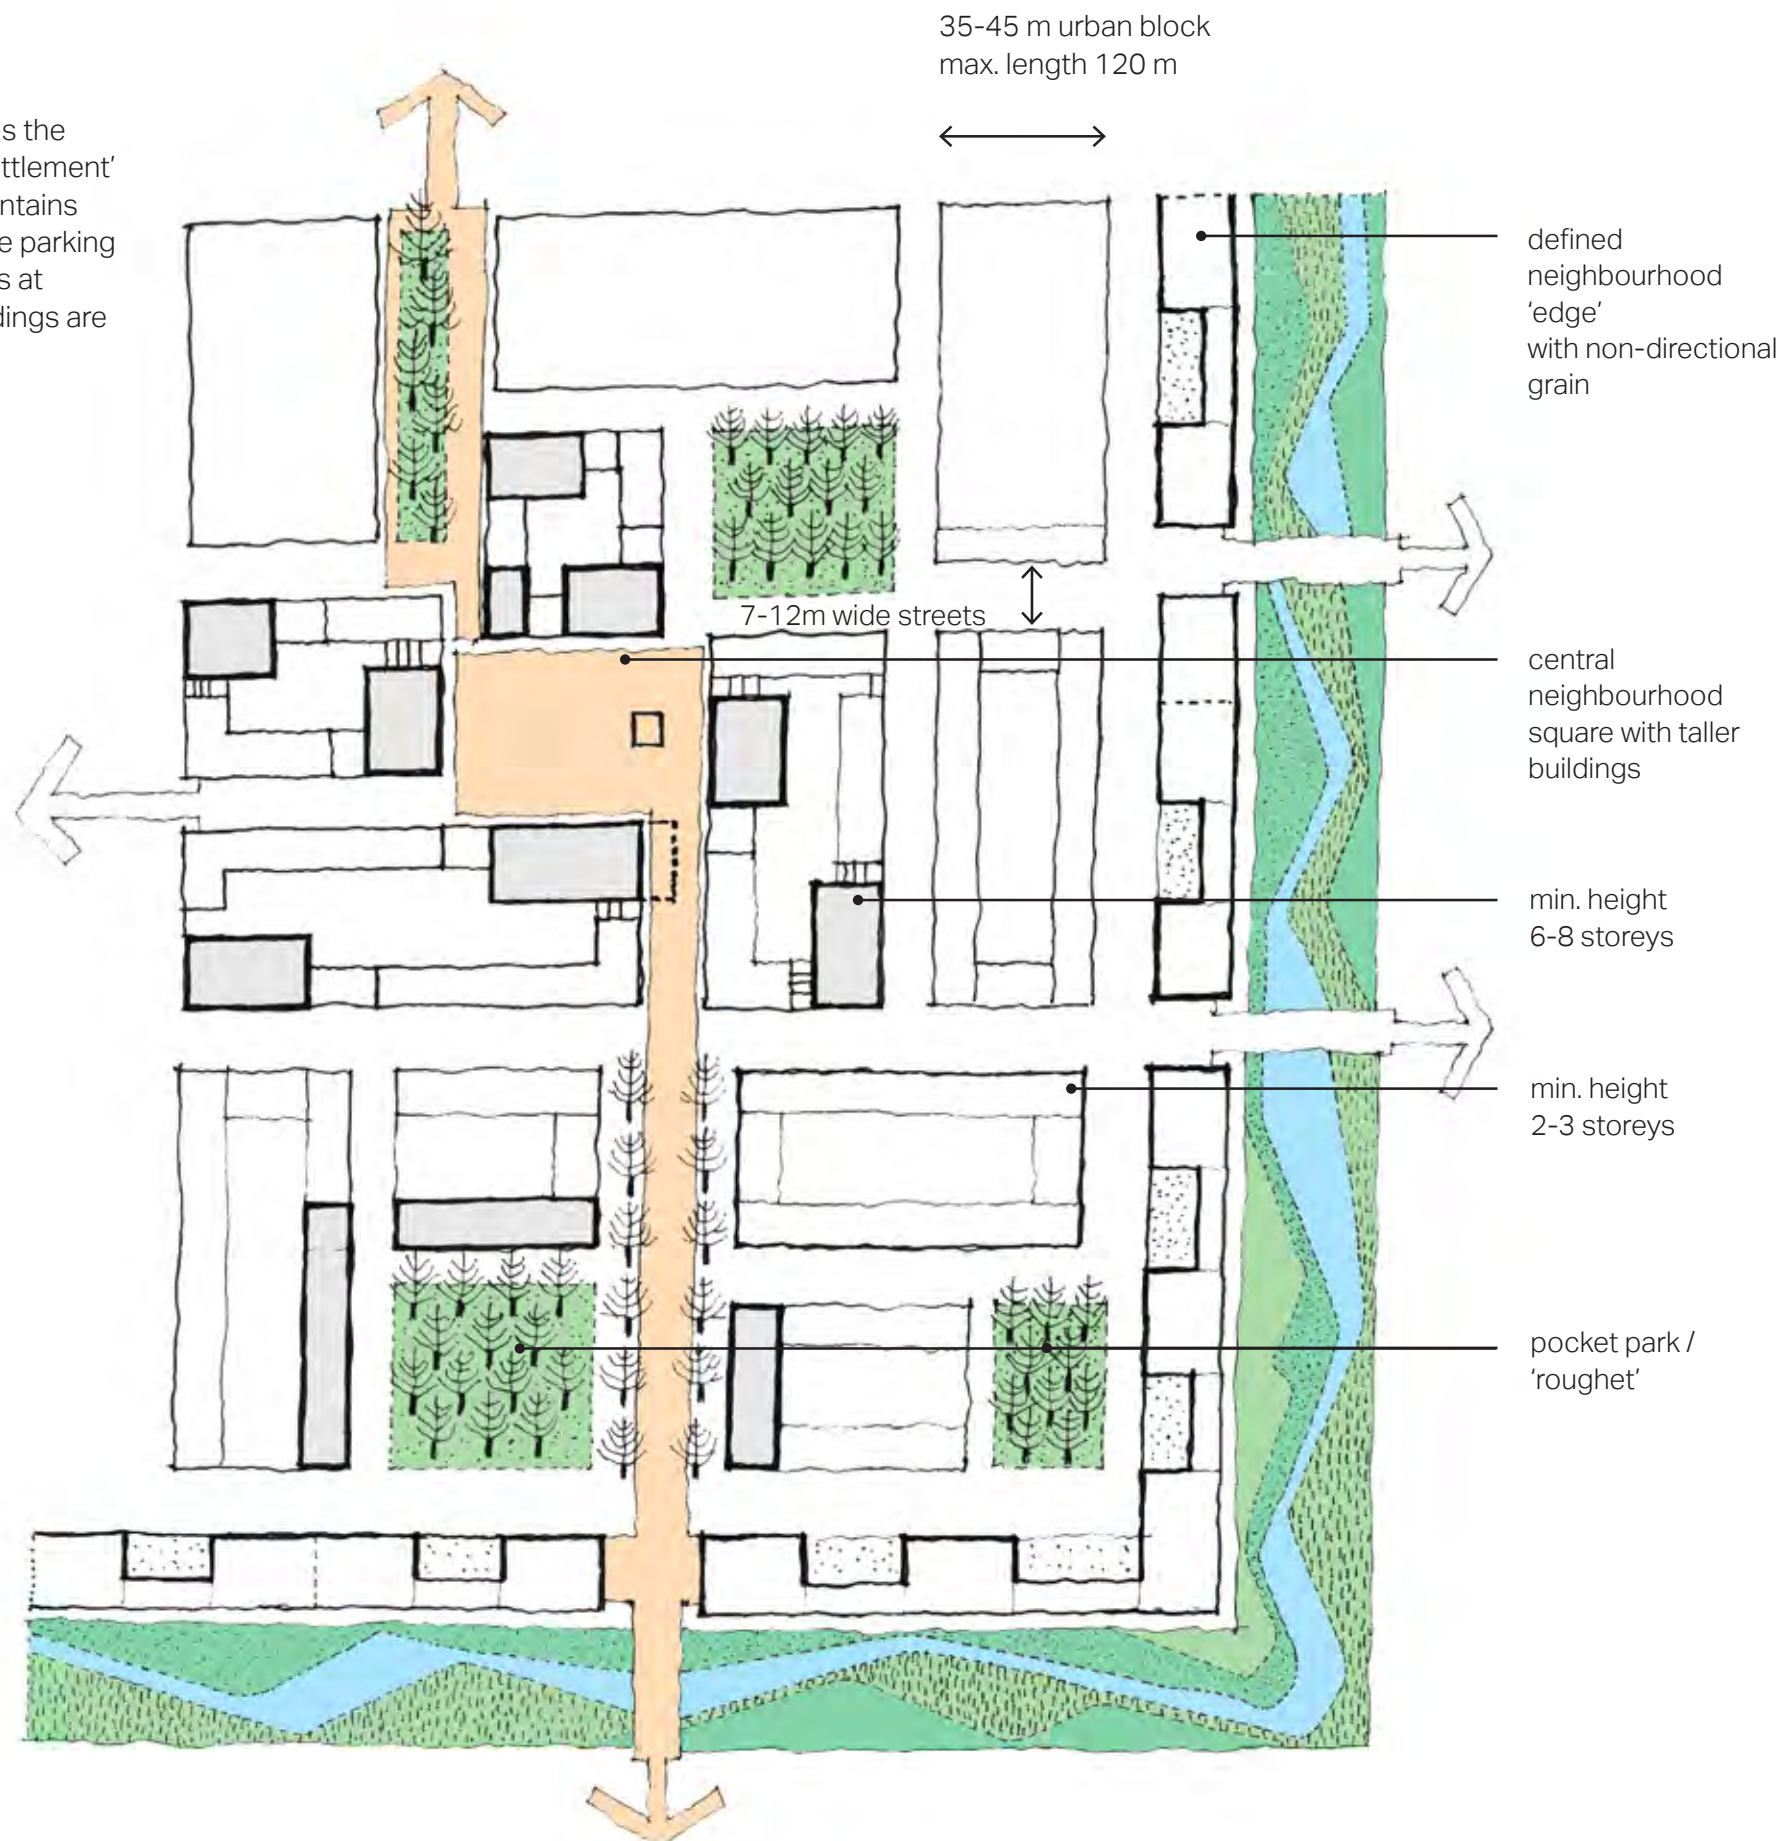 35-45 m urban block
max. length 120 m
s the
ttlement’
ntains
e parking
s at
dings are
defined
neighbourhood
‘edge’
with non-directional
grain
7-12m wide streets
central
neighbourhood
square with taller
buildings
min. height
6-8 storeys
min. height
2-3 storeys
pocket park /
‘roughet’